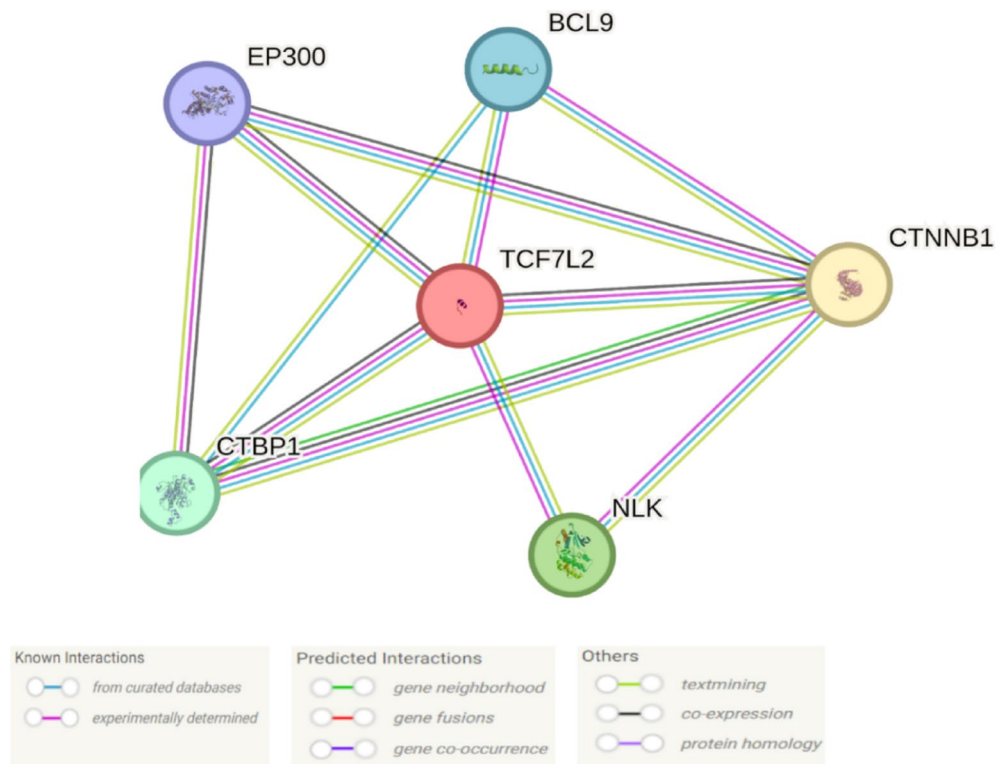 BCL9
EP300
CTNNB1
TCF7L2
CTBP1
NLK
Known Interactions
from curated databases
experimentally determined
Predicted Interactions
gene neighborhood
gene fusions
gene co-occurrence
Others
textmining
co-expression
protein homology